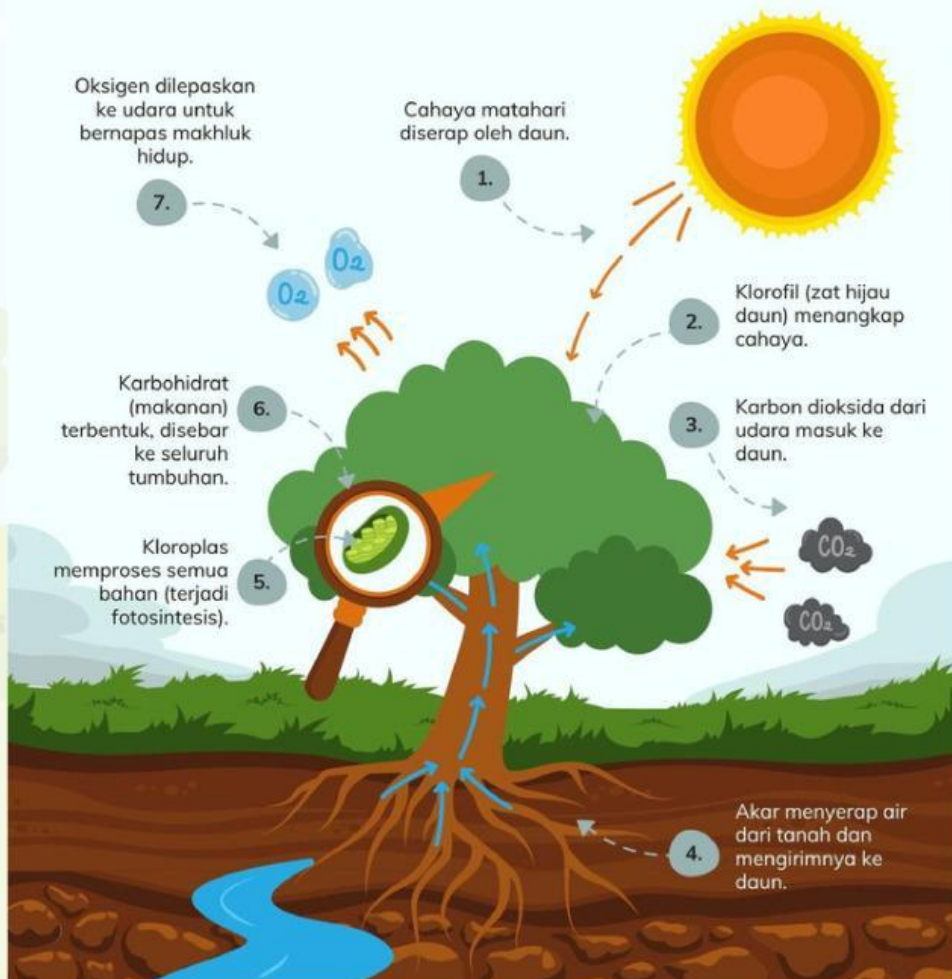 Cahaya matahari
diserap oleh daun.
1.
Klorofil (zat hijau
daun) menangkap
cahaya.
2.
Karbon dioksida dari
udara masuk ke
daun.
3.
CO2
CO2
Akar menyerap air
dari tanah dan
mengirimnya ke
daun.
4.
Kloroplas
memproses semua
bahan (terjadi
fotosintesis).
5.
Karbohidrat
(makanan)
terbentuk, disebar
ke seluruh
tumbuhan.
6.
Oksigen dilepaskan
ke udara untuk
bernapas makhluk
hidup.
7.
O2
O2